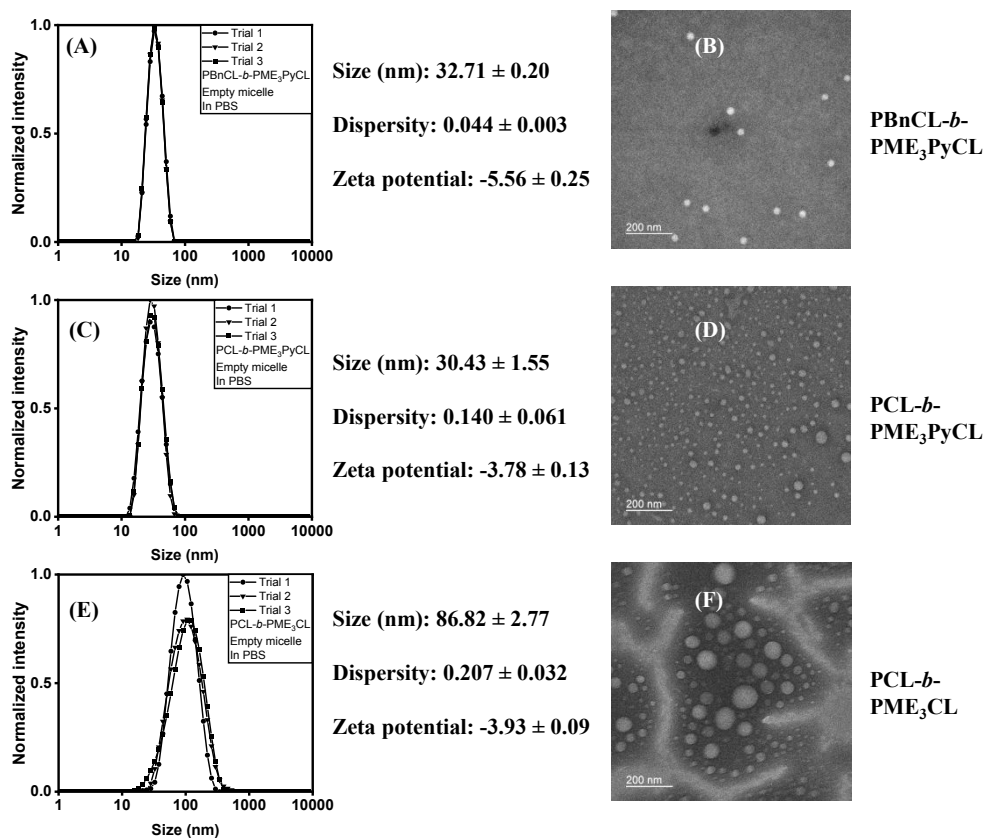 (A)
Trial 1
Trial 2
Trial 3
PBnCL-b-PME₃PyCL
Empty micelle
In PBS
Normalized intensity
1.0
0.5
0.0
1 10 100 1000 10000
Size (nm)
Size (nm): 32.71 ± 0.20
Dispersity: 0.044 ± 0.003
Zeta potential: -5.56 ± 0.25
(B)
200 nm
PBnCL-b-
PME₃PyCL
(C)
Trial 1
Trial 2
Trial 3
PCL-b-PME₃PyCL
Empty micelle
In PBS
Normalized intensity
1.0
0.5
0.0
1 10 100 1000 10000
Size (nm)
Size (nm): 30.43 ± 1.55
Dispersity: 0.140 ± 0.061
Zeta potential: -3.78 ± 0.13
(D)
200 nm
PCL-b-
PME₃PyCL
(E)
Trial 1
Trial 2
Trial 3
PCL-b-PME₃CL
Empty micelle
In PBS
Normalized intensity
1.0
0.5
0.0
1 10 100 1000 10000
Size (nm)
Size (nm): 86.82 ± 2.77
Dispersity: 0.207 ± 0.032
Zeta potential: -3.93 ± 0.09
(F)
200 nm
PCL-b-
PME₃CL